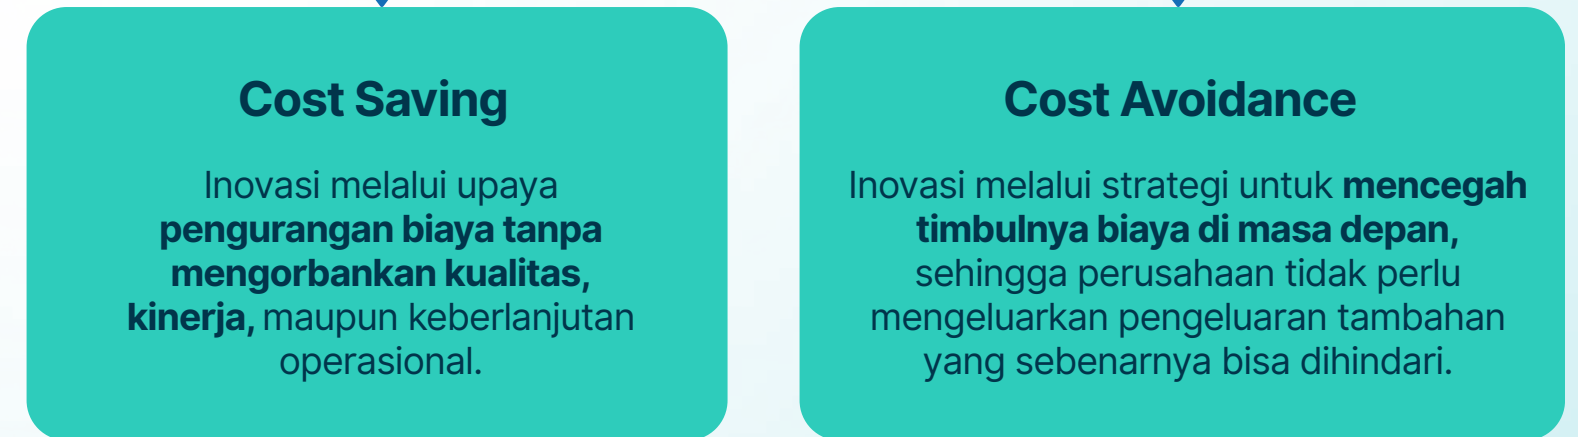 Cost Saving
Inovasi melalui upaya
pengurangan biaya tanpa
mengorbankan kualitas,
kinerja, maupun keberlanjutan
operasional.
Cost Avoidance
Inovasi melalui strategi untuk mencegah
timbulnya biaya di masa depan,
sehingga perusahaan tidak perlu
mengeluarkan pengeluaran tambahan
yang sebenarnya bisa dihindari.